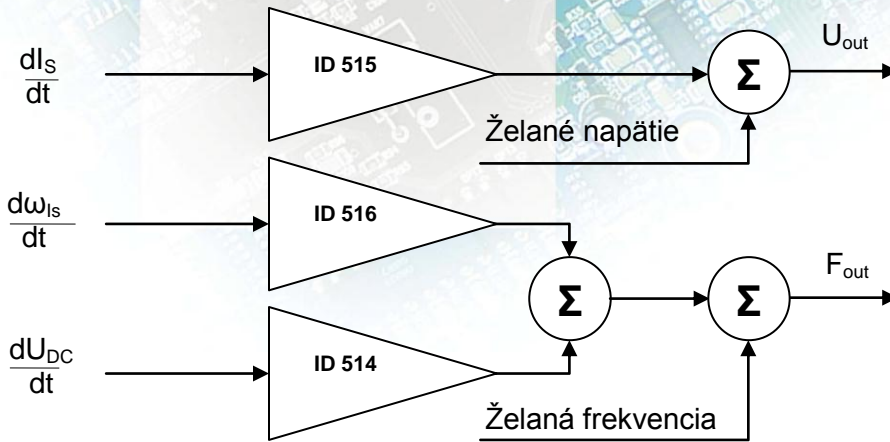 dI_S
dt
ID 515
Σ
U_out
Želané napätie
dω_Is
dt
ID 516
Σ
Σ
F_out
dU_DC
dt
ID 514
Želaná frekvencia